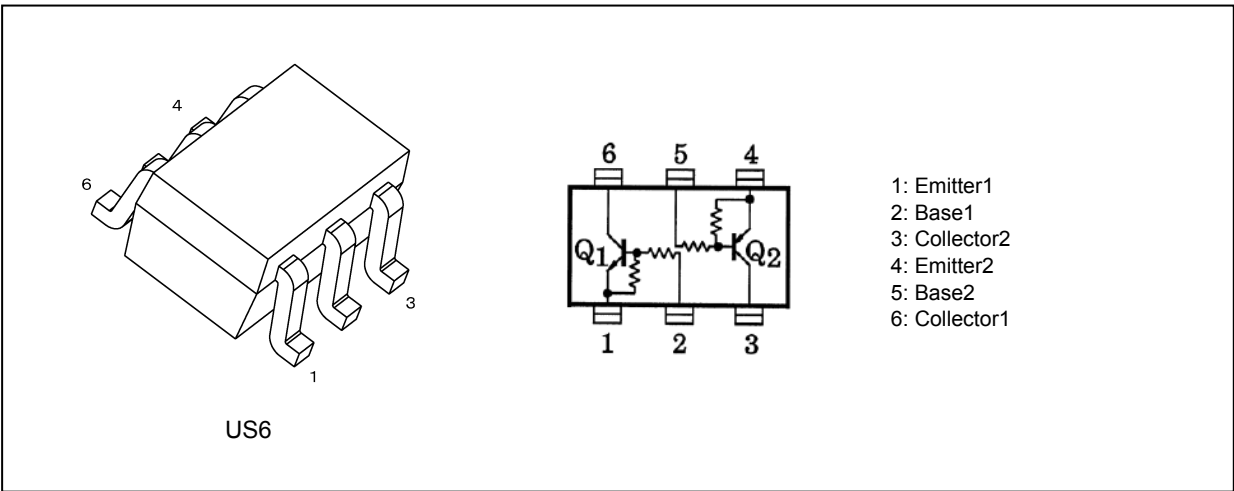 4
6
3
1
US6
6 5 4
Q1 Q2
1 2 3
1: Emitter1
2: Base1
3: Collector2
4: Emitter2
5: Base2
6: Collector1